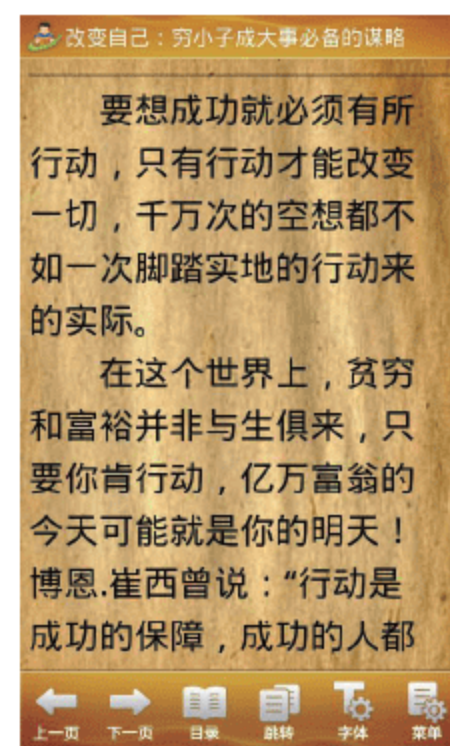 改变自己：穷小子成大事必备的谋略
要想成功就必须有所
行动，只有行动才能改变
一切，千万次的空想都不
如一次脚踏实地的行动来
的实际。
在这个世界上，贫穷
和富裕并非与生俱来，只
要你肯行动，亿万富翁的
今天可能就是你的明天！
博恩.崔西曾说：“行动是
成功的保障，成功的人都
上一页 下一页 目录 跳转 字体 菜单